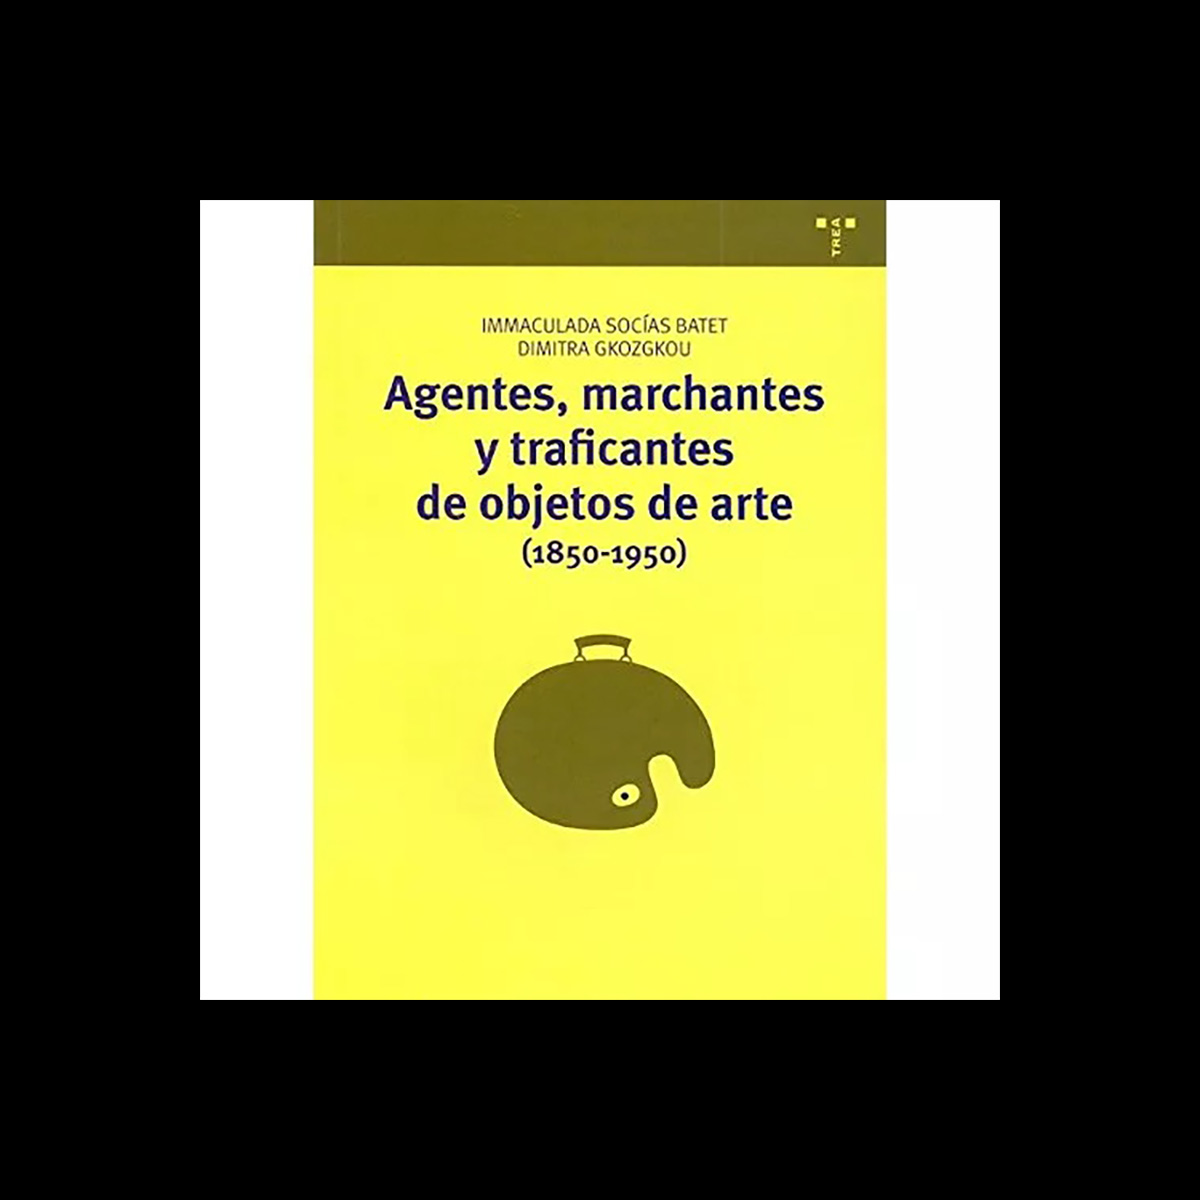 TREA
IMMACULADA SOCÍAS BATET
DIMITRA GKOZGKOU
Agentes, marchantes
y traficantes
de objetos de arte
(1850-1950)